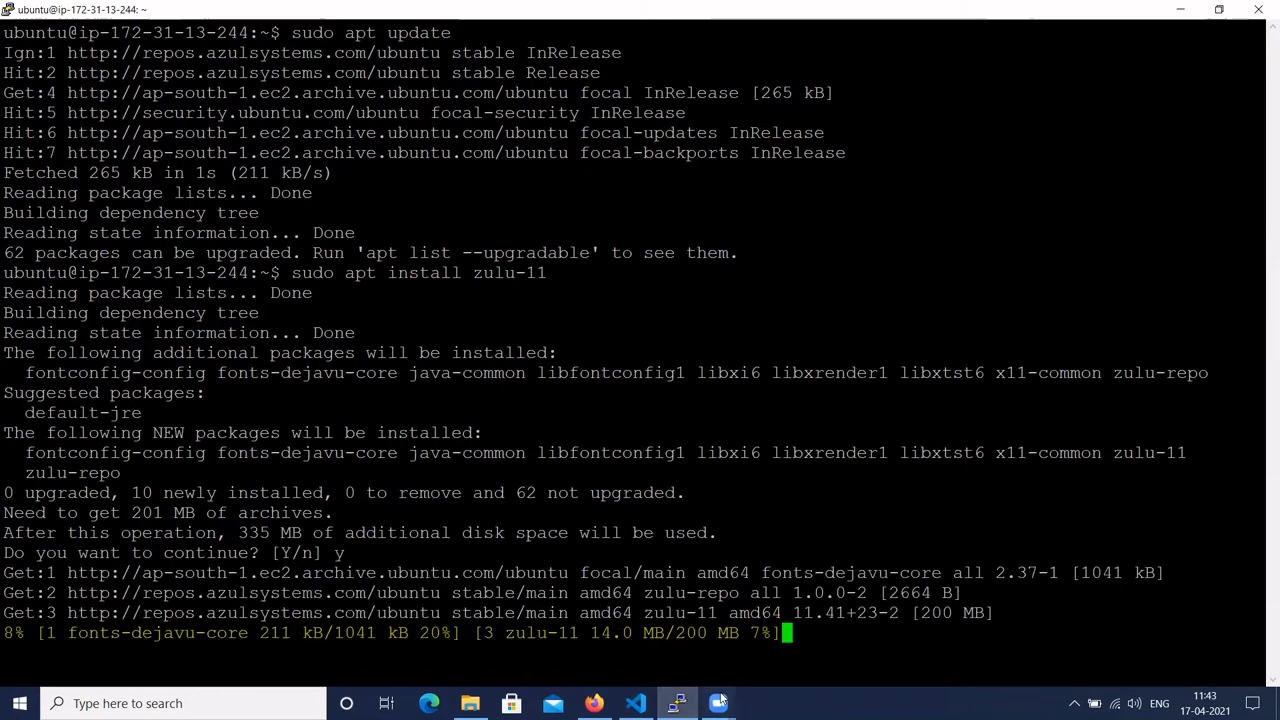 ubuntu@ip-172-31-13-244: ~
ubuntu@ip-172-31-13-244:~$ sudo apt update
Ign:1 http://repos.azulsystems.com/ubuntu stable InRelease
Hit:2 http://repos.azulsystems.com/ubuntu stable Release
Get:4 http://ap-south-1.ec2.archive.ubuntu.com/ubuntu focal InRelease [265 kB]
Hit:5 http://security.ubuntu.com/ubuntu focal-security InRelease
Hit:6 http://ap-south-1.ec2.archive.ubuntu.com/ubuntu focal-updates InRelease
Hit:7 http://ap-south-1.ec2.archive.ubuntu.com/ubuntu focal-backports InRelease
Fetched 265 kB in 1s (211 kB/s)
Reading package lists... Done
Building dependency tree
Reading state information... Done
62 packages can be upgraded. Run 'apt list --upgradable' to see them.
ubuntu@ip-172-31-13-244:~$ sudo apt install zulu-11
Reading package lists... Done
Building dependency tree
Reading state information... Done
The following additional packages will be installed:
  fontconfig-config fonts-dejavu-core java-common libfontconfig1 libxi6 libxrender1 libxtst6 x11-common zulu-repo
Suggested packages:
  default-jre
The following NEW packages will be installed:
  fontconfig-config fonts-dejavu-core java-common libfontconfig1 libxi6 libxrender1 libxtst6 x11-common zulu-11
  zulu-repo
0 upgraded, 10 newly installed, 0 to remove and 62 not upgraded.
Need to get 201 MB of archives.
After this operation, 335 MB of additional disk space will be used.
Do you want to continue? [Y/n] y
Get:1 http://ap-south-1.ec2.archive.ubuntu.com/ubuntu focal/main amd64 fonts-dejavu-core all 2.37-1 [1041 kB]
Get:2 http://repos.azulsystems.com/ubuntu stable/main amd64 zulu-repo all 1.0.0-2 [2664 B]
Get:3 http://repos.azulsystems.com/ubuntu stable/main amd64 zulu-11 amd64 11.41+23-2 [200 MB]
8% [1 fonts-dejavu-core 211 kB/1041 kB 20%] [3 zulu-11 14.0 MB/200 MB 7%]
Type here to search
ENG
11:43
17-04-2021